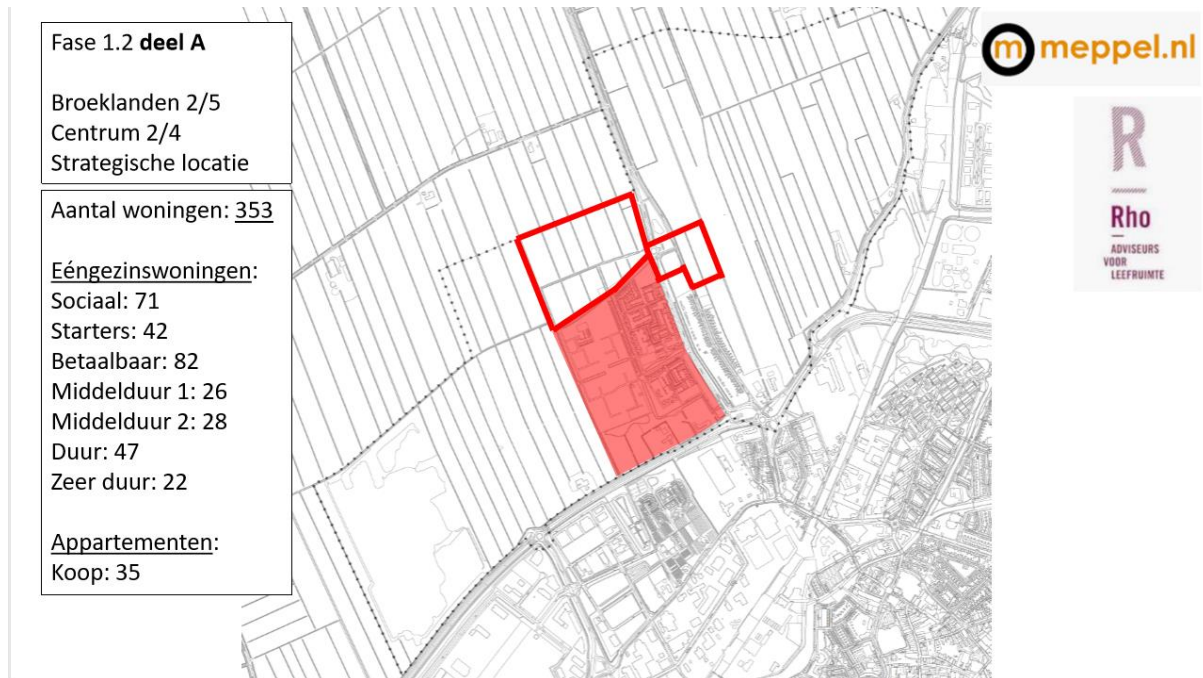 Fase 1.2 deel A
Broeklanden 2/5
Centrum 2/4
Strategische locatie
Aantal woningen: 353
Eéngezinswoningen:
Sociaal: 71
Starters: 42
Betaalbaar: 82
Middelduur 1: 26
Middelduur 2: 28
Duur: 47
Zeer duur: 22
Appartementen:
Koop: 35
m meppel.nl
R
Rho
ADVISEURS
VOOR
LEEFRUIMTE